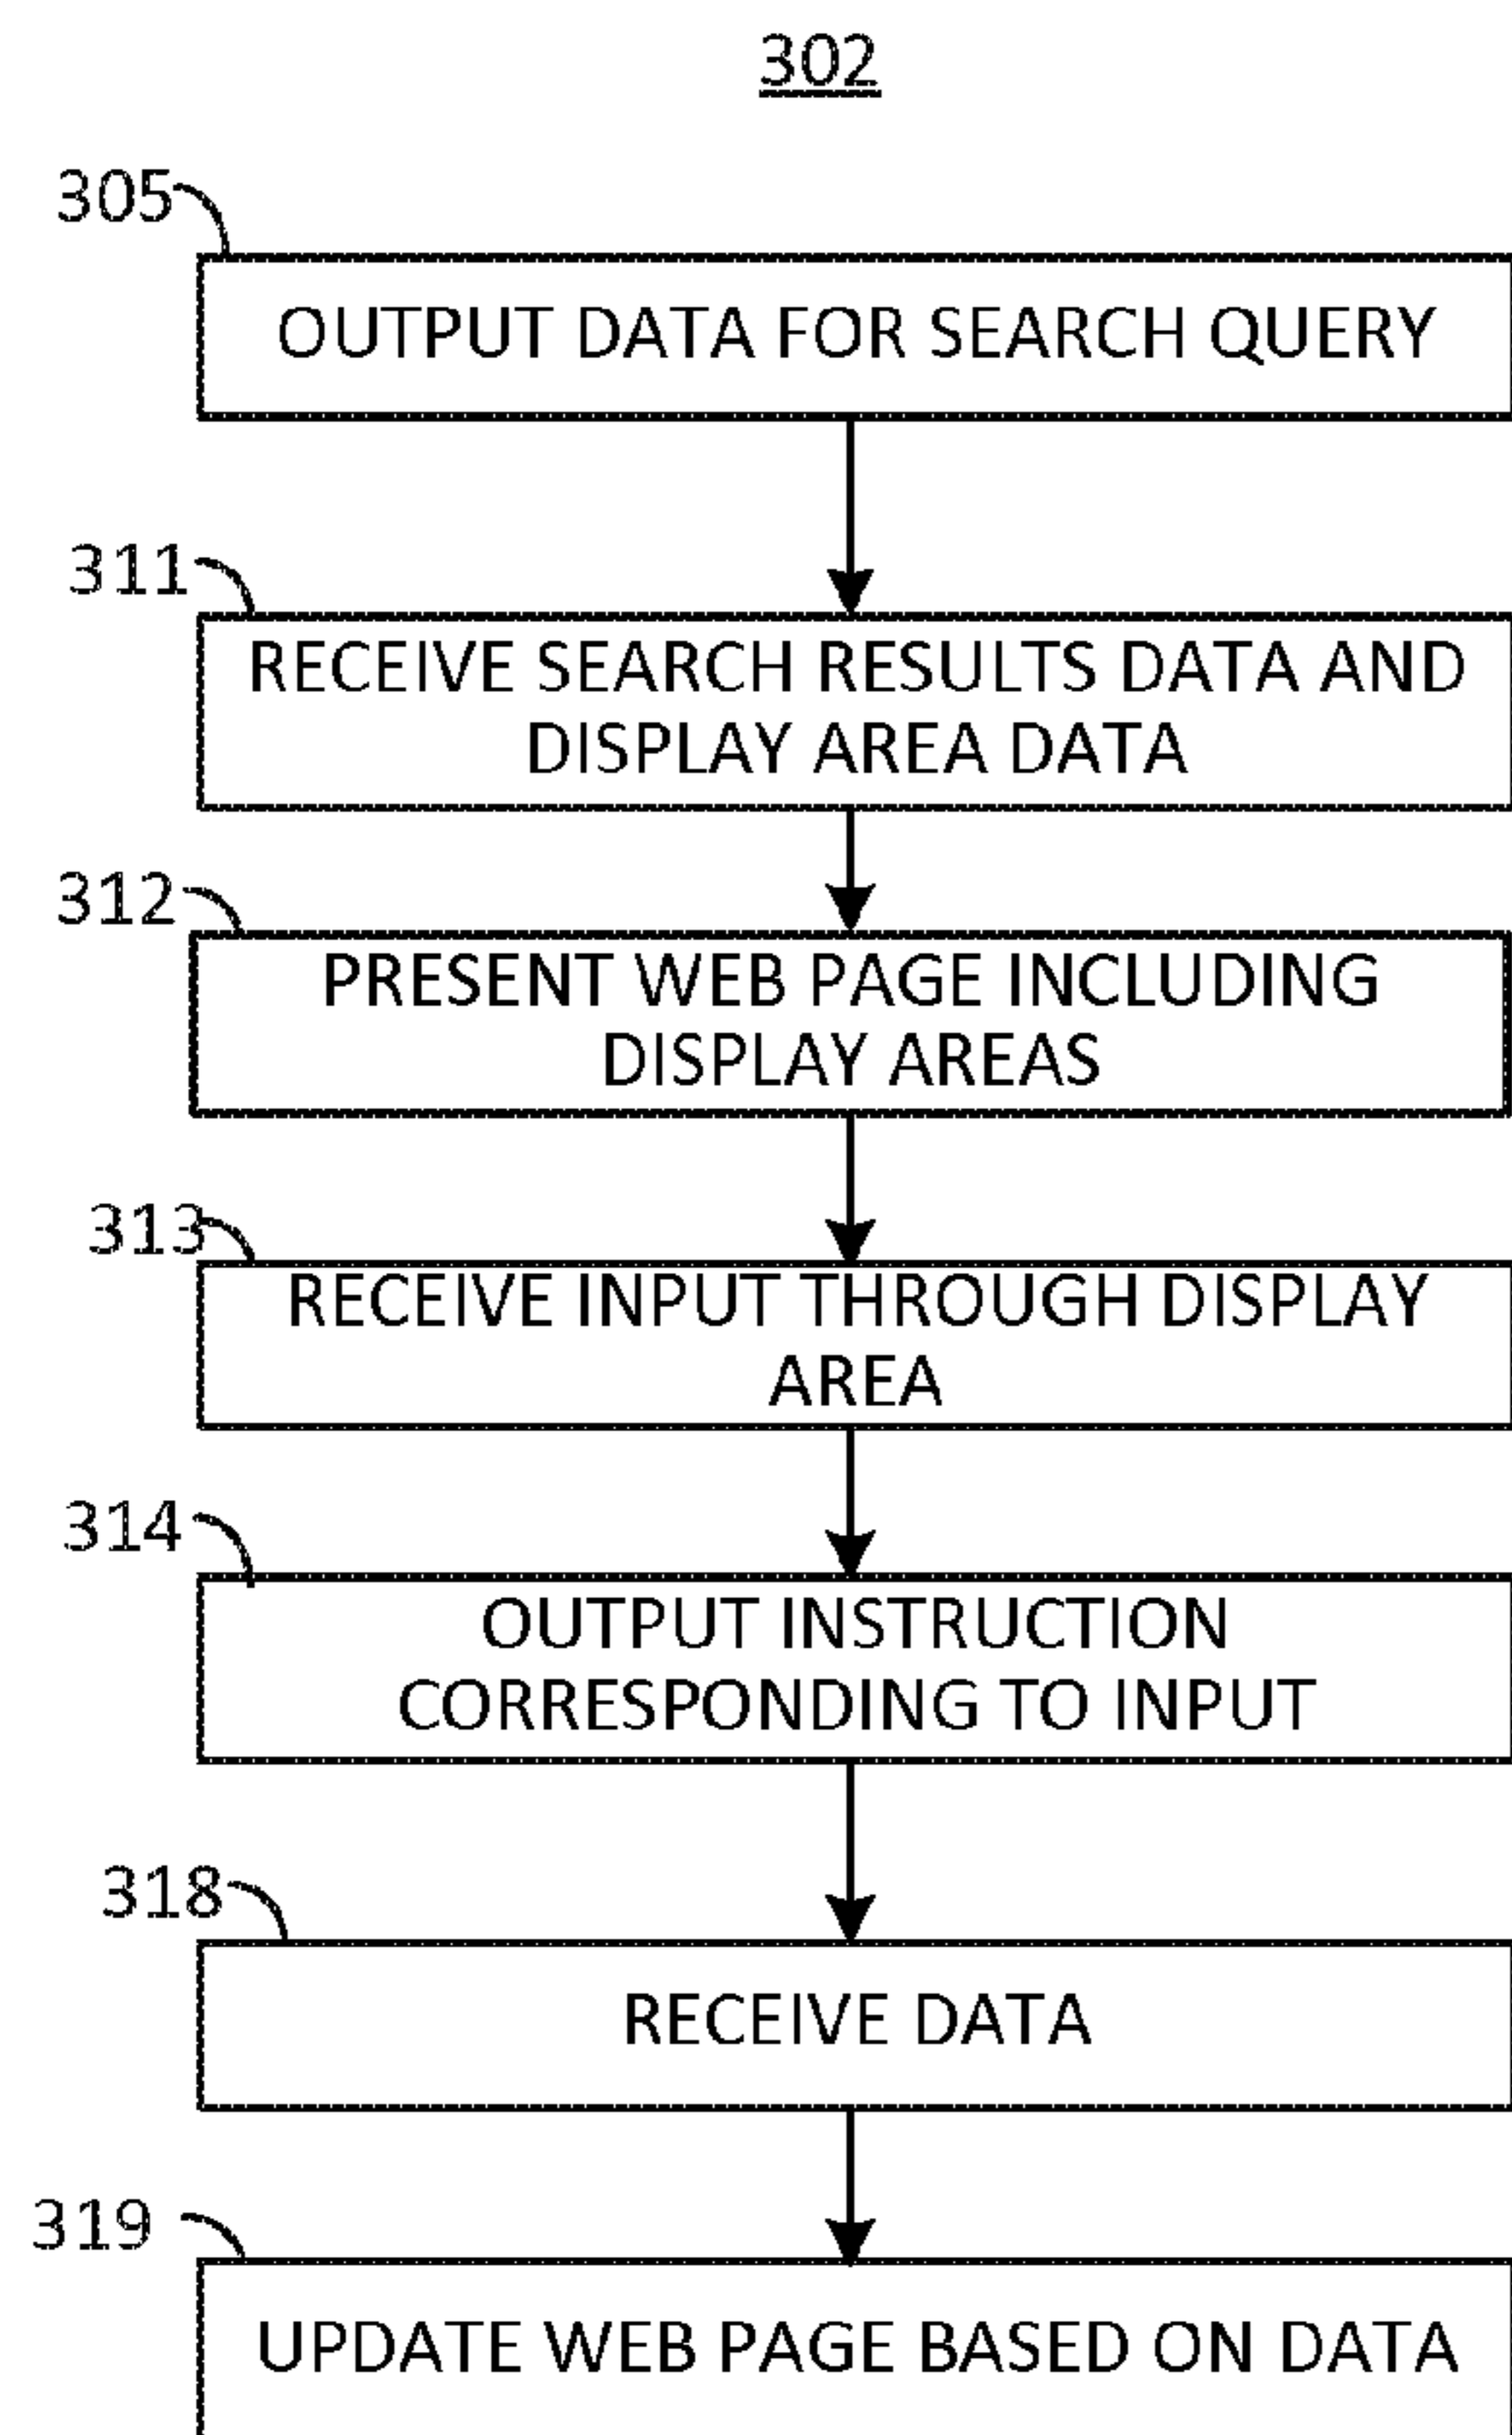 302
305
OUTPUT DATA FOR SEARCH QUERY
311
RECEIVE SEARCH RESULTS DATA AND
DISPLAY AREA DATA
312
PRESENT WEB PAGE INCLUDING
DISPLAY AREAS
313
RECEIVE INPUT THROUGH DISPLAY
AREA
314
OUTPUT INSTRUCTION
CORRESPONDING TO INPUT
318
RECEIVE DATA
319
UPDATE WEB PAGE BASED ON DATA